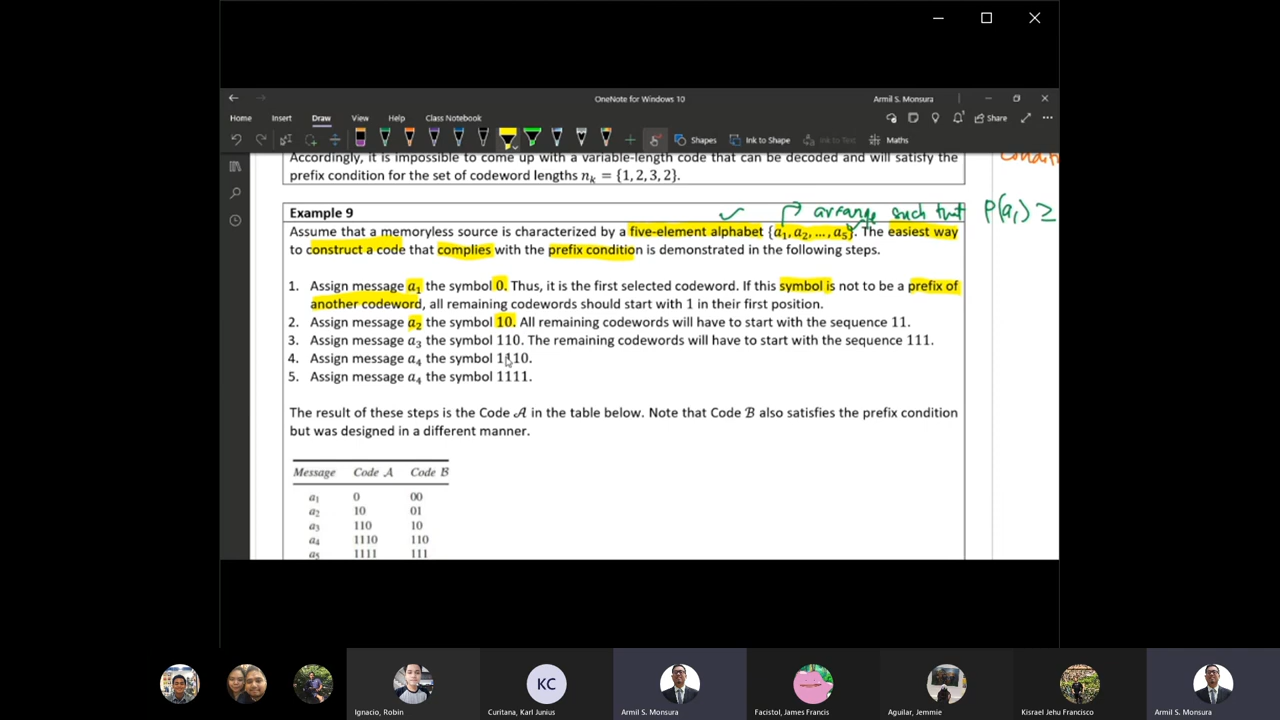 OneNote for Windows 10
Armil S. Monsura
Home Insert Draw View Help Class Notebook
Share
Shapes Ink to Shape Ink to Text Maths
Accordingly, it is impossible to come up with a variable-length code that can be decoded and will satisfy the
prefix condition for the set of codeword lengths nₖ = {1, 2, 3, 2}.
Example 9
arrange such that P(a₁) ≥
Assume that a memoryless source is characterized by a five-element alphabet {a₁, a₂, …, a₅}. The easiest way
to construct a code that complies with the prefix condition is demonstrated in the following steps.
1. Assign message a₁ the symbol 0. Thus, it is the first selected codeword. If this symbol is not to be a prefix of
another codeword, all remaining codewords should start with 1 in their first position.
2. Assign message a₂ the symbol 10. All remaining codewords will have to start with the sequence 11.
3. Assign message a₃ the symbol 110. The remaining codewords will have to start with the sequence 111.
4. Assign message a₄ the symbol 1110.
5. Assign message a₄ the symbol 1111.
The result of these steps is the Code 𝒜 in the table below. Note that Code ℬ also satisfies the prefix condition
but was designed in a different manner.
Message Code 𝒜 Code ℬ
a₁ 0 00
a₂ 10 01
a₃ 110 10
a₄ 1110 110
a₅ 1111 111
KC
Ignacio, Robin
Curitana, Karl Junius
Armil S. Monsura
Facistol, James Francis
Aguilar, Jemmie
Kisrael Jehu Francisco
Armil S. Monsura